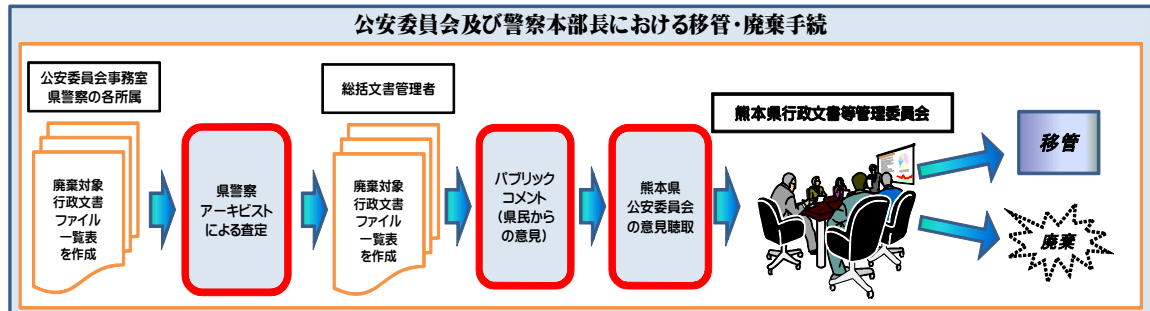 公安委員会及び警察本部長における移管・廃棄手続
公安委員会事務室
県警察の各所属
廃棄対象
行政文書
ファイル
一覧表
を作成
県警察
アーキビスト
による査定
総括文書管理者
廃棄対象
行政文書
ファイル
一覧表
を作成
パブリック
コメント
(県民から
の意見)
熊本県
公安委員会
の意見聴取
熊本県行政文書等管理委員会
移管
廃棄